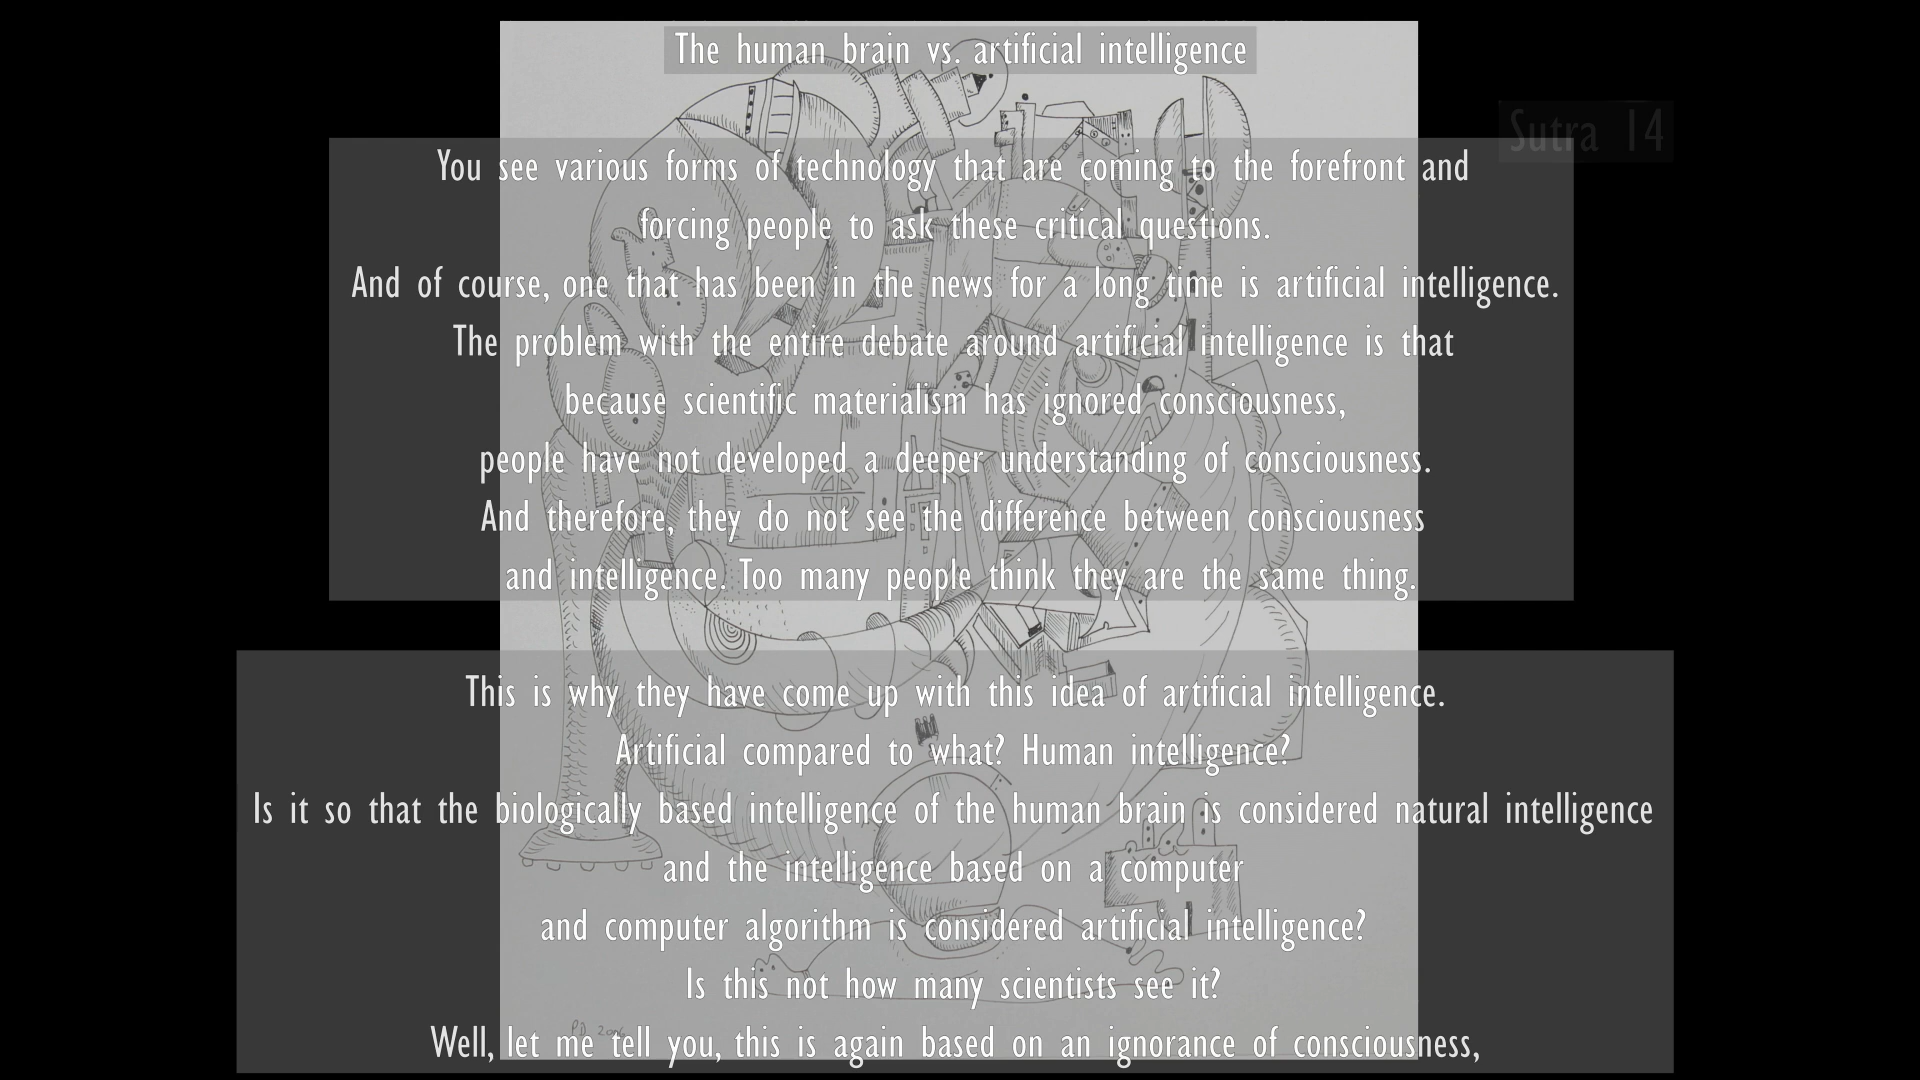 The human brain vs. artificial intelligence
Sutra 14
You see various forms of technology that are coming to the forefront and
forcing people to ask these critical questions.
And of course, one that has been in the news for a long time is artificial intelligence.
The problem with the entire debate around artificial intelligence is that
because scientific materialism has ignored consciousness,
people have not developed a deeper understanding of consciousness.
And therefore, they do not see the difference between consciousness
and intelligence. Too many people think they are the same thing.
This is why they have come up with this idea of artificial intelligence.
Artificial compared to what? Human intelligence?
Is it so that the biologically based intelligence of the human brain is considered natural intelligence
and the intelligence based on a computer
and computer algorithm is considered artificial intelligence?
Is this not how many scientists see it?
PD 2016
Well, let me tell you, this is again based on an ignorance of consciousness,